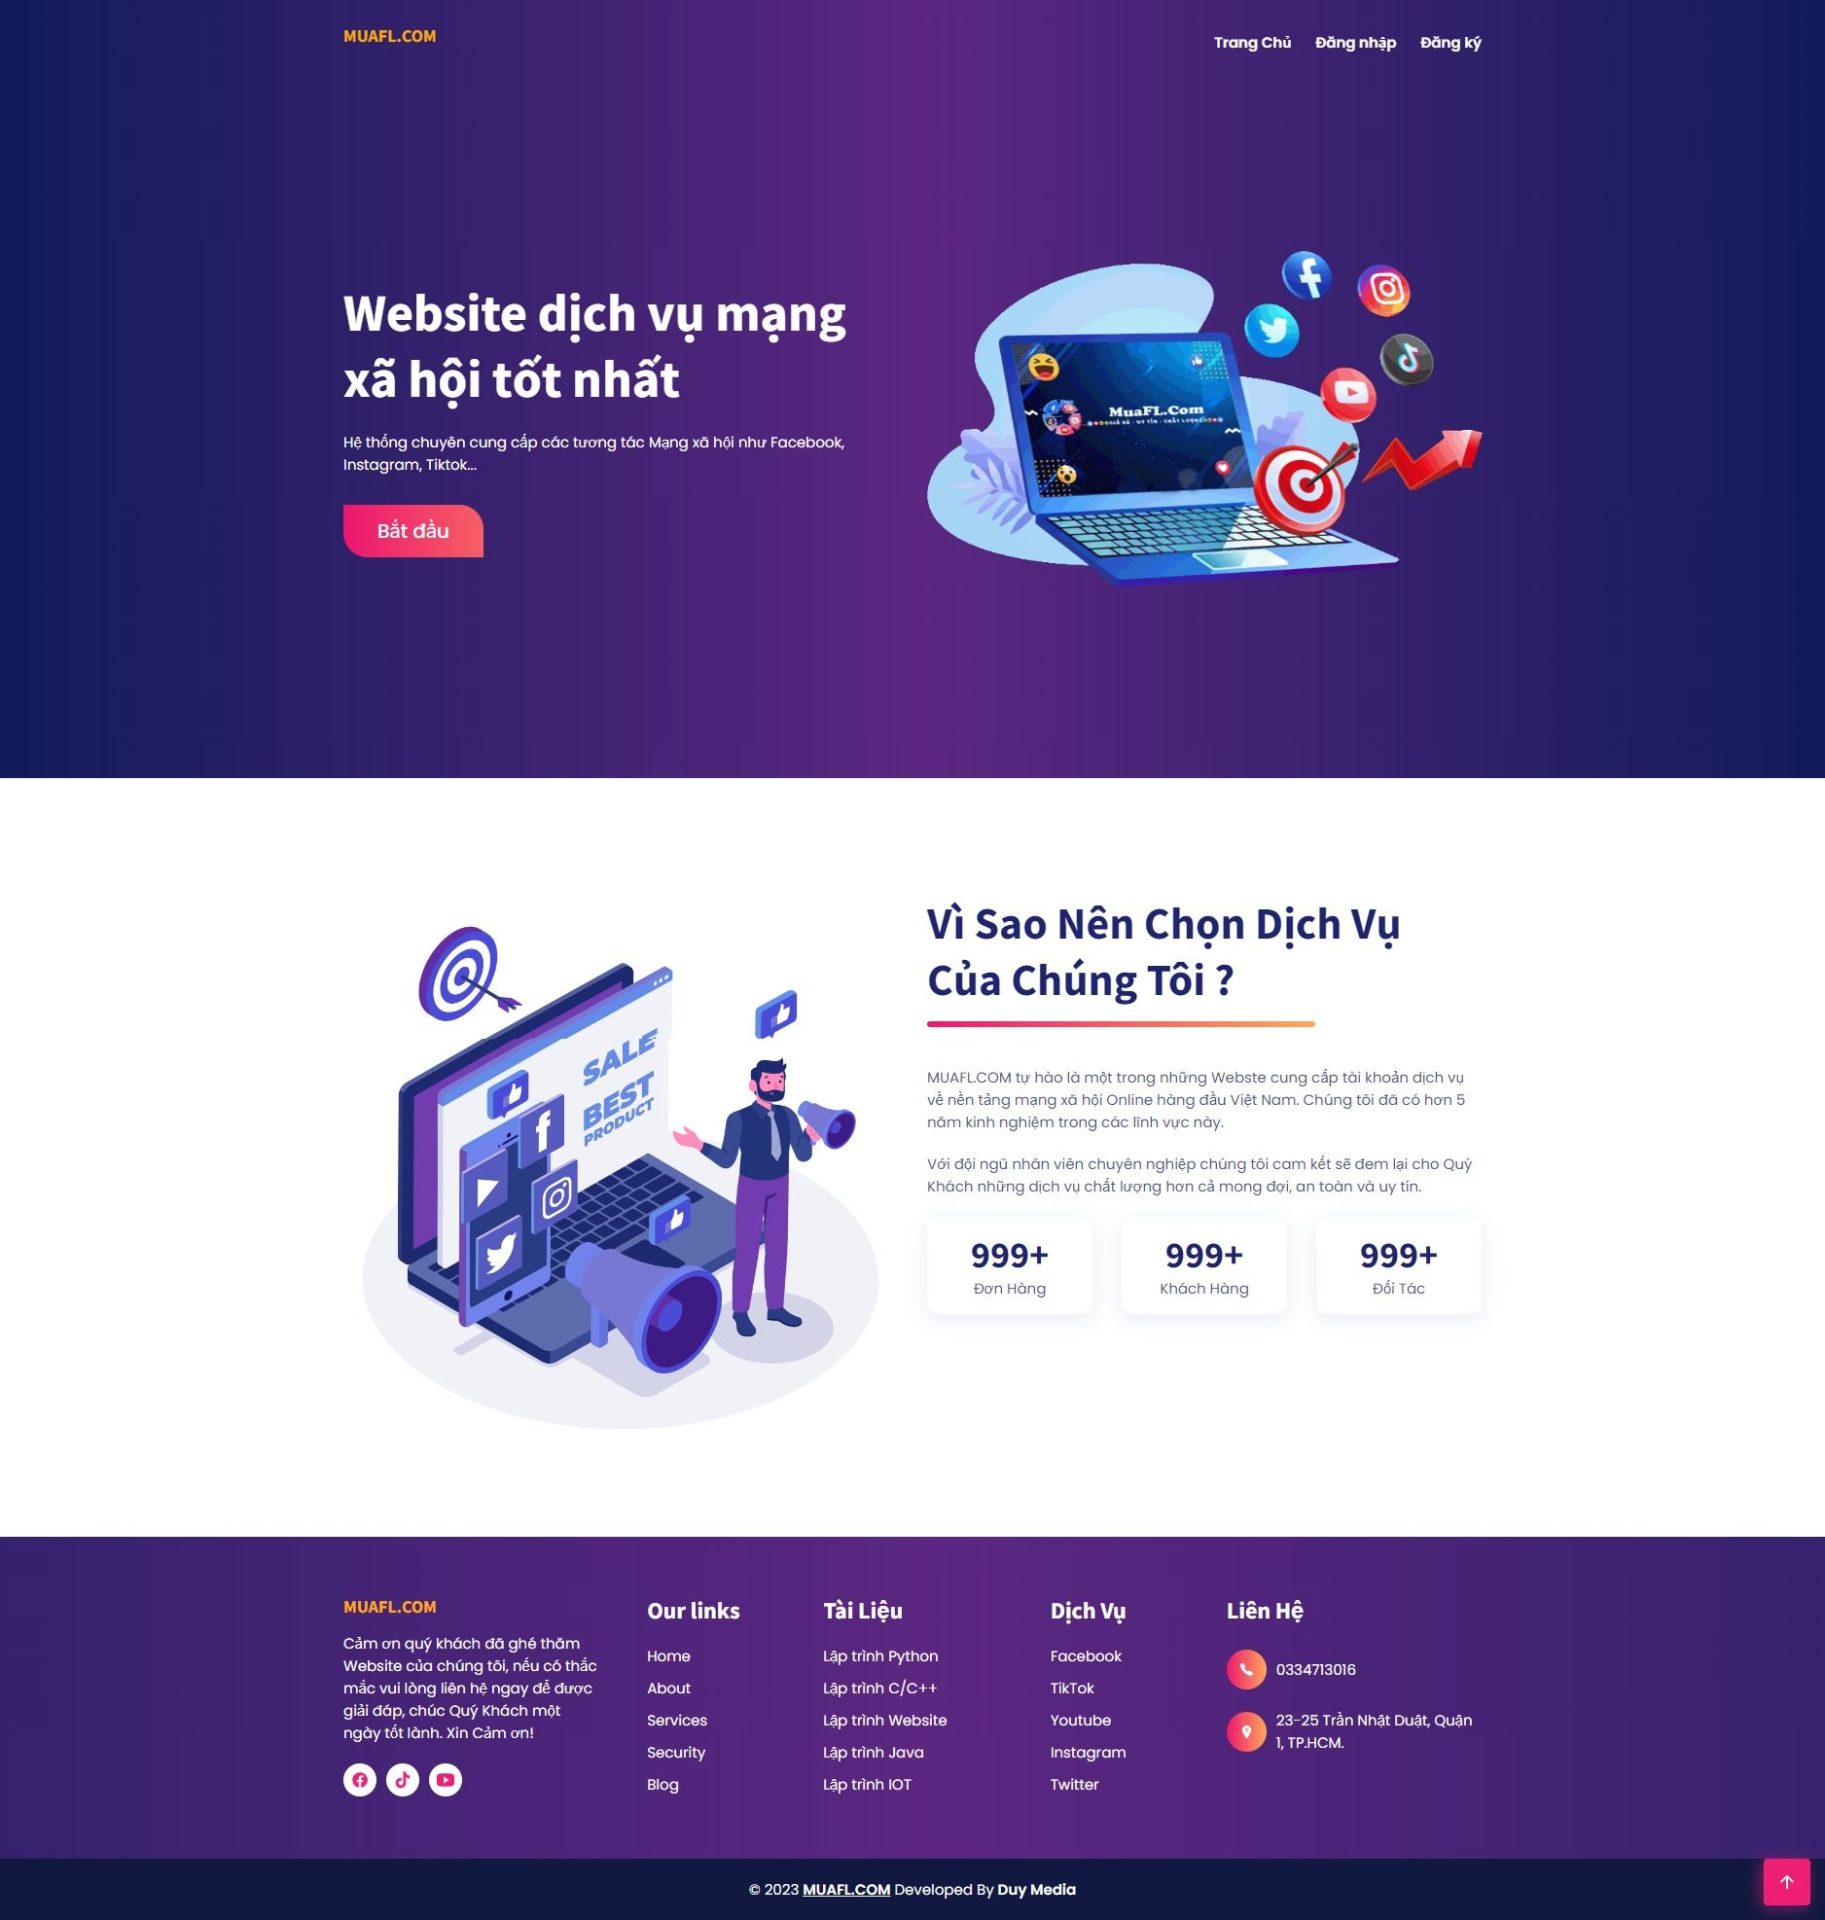 MUAFL.COM
Trang Chủ Đăng nhập Đăng ký
Website dịch vụ mạng
xã hội tốt nhất
Hệ thống chuyên cung cấp các tương tác Mạng xã hội như Facebook,
Instagram, Tiktok...
Bắt đầu
MuaFL.Com
GIÁ RẺ - UY TÍN - CHẤT LƯỢNG
SALE
BEST
PRODUCT
Vì Sao Nên Chọn Dịch Vụ
Của Chúng Tôi ?
MUAFL.COM tự hào là một trong những Webste cung cấp tài khoản dịch vụ
về nền tảng mạng xã hội Online hàng đầu Việt Nam. Chúng tôi đã có hơn 5
năm kinh nghiệm trong các lĩnh vực này.
Với đội ngũ nhân viên chuyên nghiệp chúng tôi cam kết sẽ đem lại cho Quý
Khách những dịch vụ chất lượng hơn cả mong đợi, an toàn và uy tín.
999+
Đơn Hàng
999+
Khách Hàng
999+
Đối Tác
MUAFL.COM
Cảm ơn quý khách đã ghé thăm
Website của chúng tôi, nếu có thắc
mắc vui lòng liên hệ ngay để được
giải đáp, chúc Quý Khách một
ngày tốt lành. Xin Cảm ơn!
Our links
Home
About
Services
Security
Blog
Tài Liệu
Lập trình Python
Lập trình C/C++
Lập trình Website
Lập trình Java
Lập trình IOT
Dịch Vụ
Facebook
TikTok
Youtube
Instagram
Twitter
Liên Hệ
0334713016
23-25 Trần Nhật Duật, Quận
1, TP.HCM.
© 2023 MUAFL.COM Developed By Duy Media